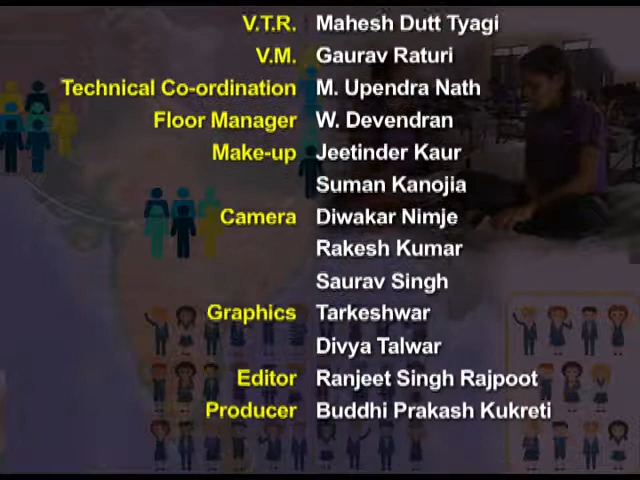 V.T.R. Mahesh Dutt Tyagi
V.M. Gaurav Raturi
Technical Co-ordination M. Upendra Nath
Floor Manager W. Devendran
Make-up Jeetinder Kaur
Suman Kanojia
Camera Diwakar Nimje
Rakesh Kumar
Saurav Singh
Graphics Tarkeshwar
Divya Talwar
Editor Ranjeet Singh Rajpoot
Producer Buddhi Prakash Kukreti